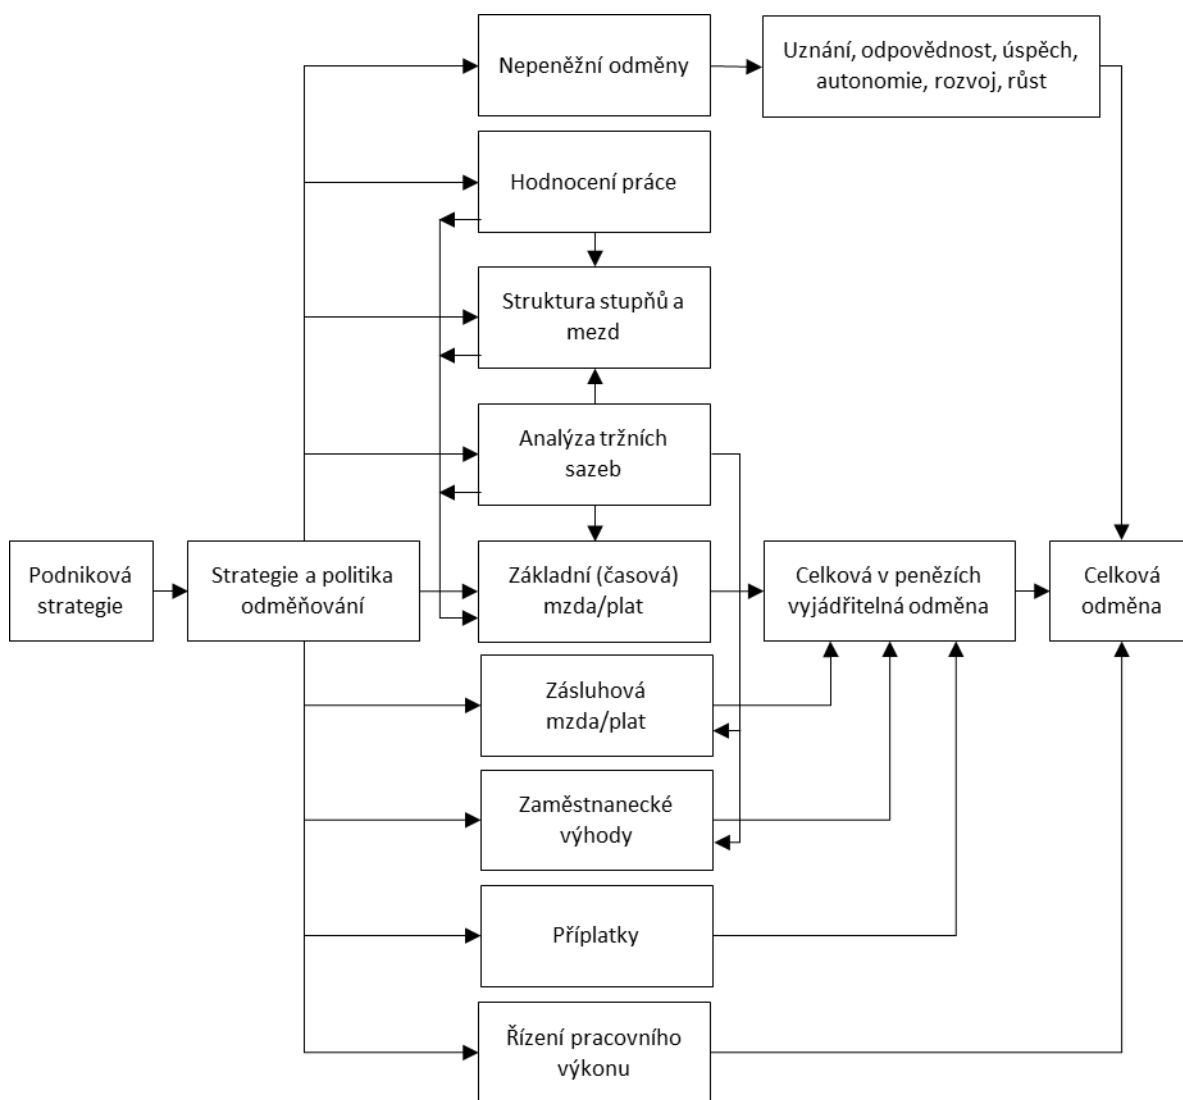 Nepeněžní odměny
Uznání, odpovědnost, úspěch,
autonomie, rozvoj, růst
Hodnocení práce
Struktura stupňů a
mezd
Analýza tržních
sazeb
Podniková
strategie
Strategie a politika
odměňování
Základní (časová)
mzda/plat
Celková v penězích
vyjádřitelná odměna
Celková
odměna
Zásluhová
mzda/plat
Zaměstnanecké
výhody
Příplatky
Řízení pracovního
výkonu